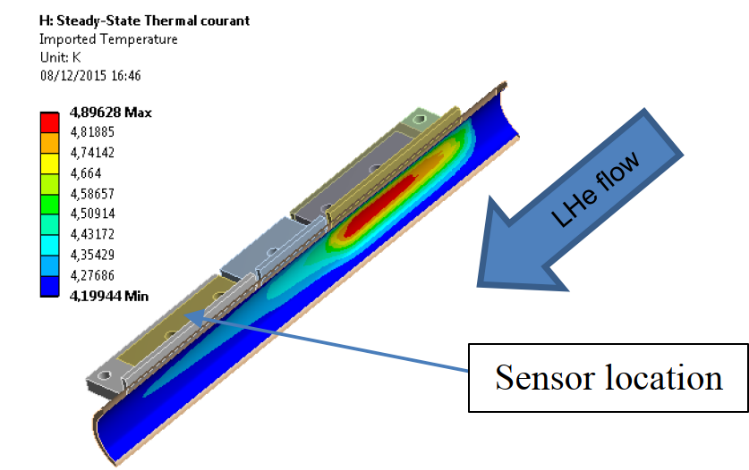 H: Steady-State Thermal courant
Imported Temperature
Unit: K
08/12/2015 16:46
4,89628 Max
4,81885
4,74142
4,664
4,58657
4,50914
4,43172
4,35429
4,27686
4,19944 Min
LHe flow
Sensor location